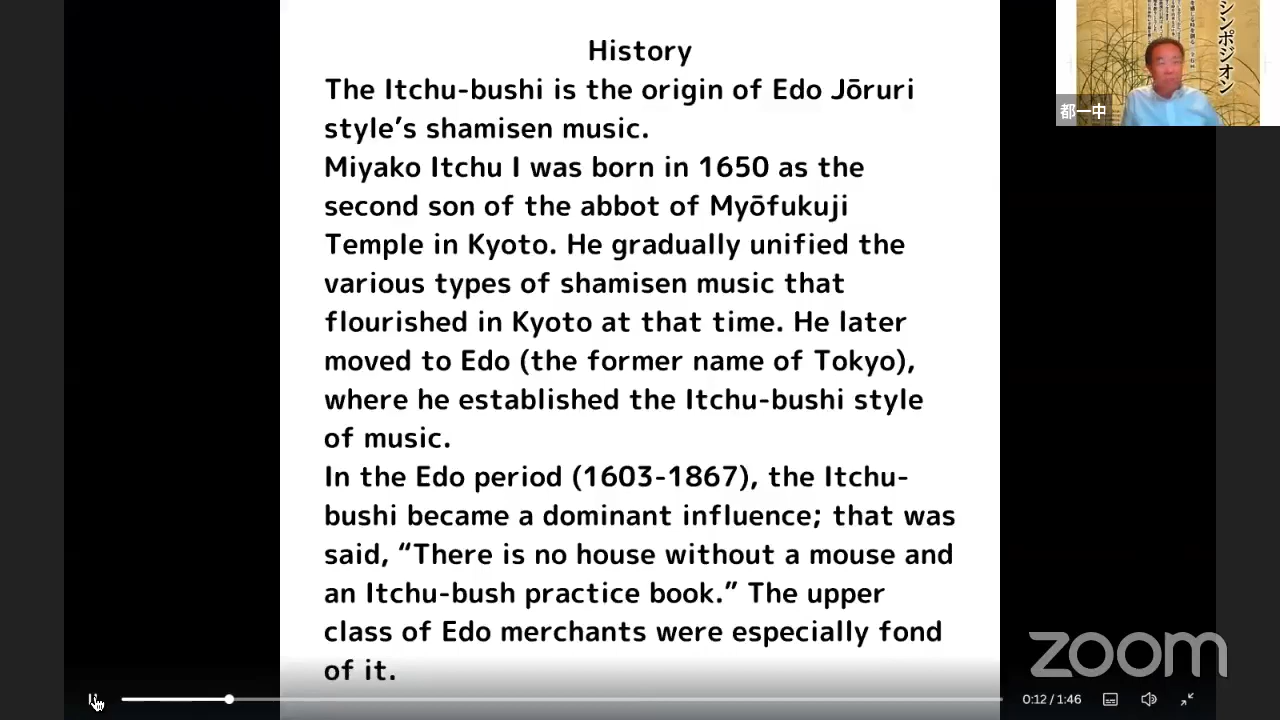 History
The Itchu-bushi is the origin of Edo Jōruri
style’s shamisen music.
Miyako Itchu I was born in 1650 as the
second son of the abbot of Myōfukuji
Temple in Kyoto. He gradually unified the
various types of shamisen music that
flourished in Kyoto at that time. He later
moved to Edo (the former name of Tokyo),
where he established the Itchu-bushi style
of music.
In the Edo period (1603-1867), the Itchu-
bushi became a dominant influence; that was
said, “There is no house without a mouse and
an Itchu-bush practice book.” The upper
class of Edo merchants were especially fond
of it.
シンポジオン
都一中
zoom
0:12 / 1:46